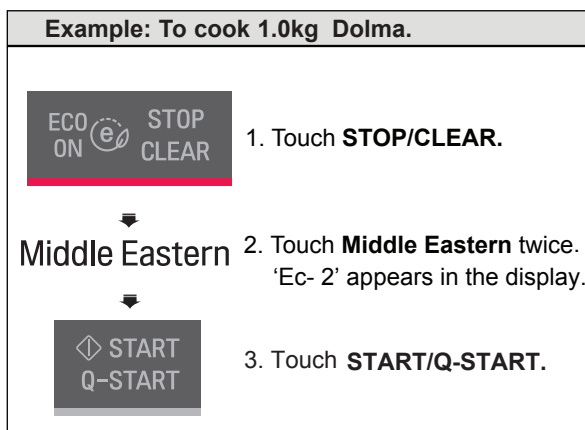 Example: To cook 1.0kg  Dolma.
ECO ON e STOP CLEAR
1. Touch STOP/CLEAR.
Middle Eastern
2. Touch Middle Eastern twice.
‘Ec- 2’ appears in the display.
START
Q-START
3. Touch START/Q-START.